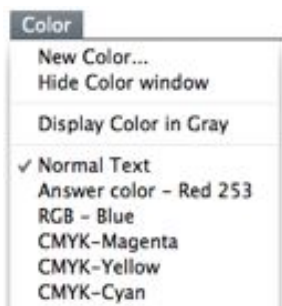 Color
New Color...
Hide Color window
Display Color in Gray
✓ Normal Text
Answer color - Red 253
RGB - Blue
CMYK-Magenta
CMYK-Yellow
CMYK-Cyan